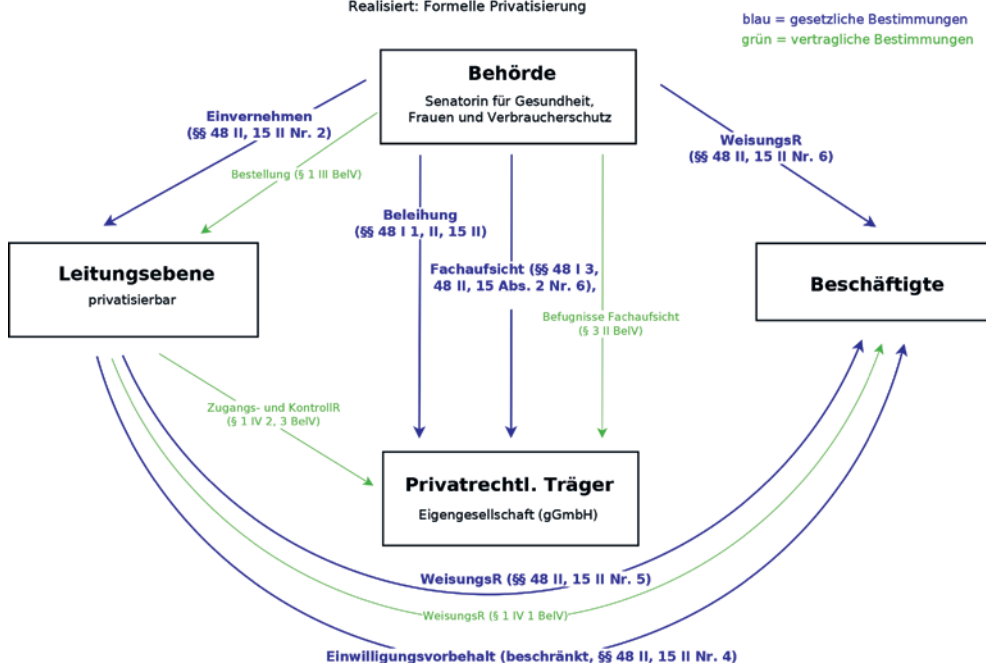 Realisiert: Formelle Privatisierung
blau = gesetzliche Bestimmungen
grün = vertragliche Bestimmungen
Behörde
Senatorin für Gesundheit,
Frauen und Verbraucherschutz
Einvernehmen
(§§ 48 II, 15 II Nr. 2)
WeisungsR
(§§ 48 II, 15 II Nr. 6)
Bestellung (§ 1 III BelV)
Beleihung
(§§ 48 I 1, II, 15 II)
Leitungsebene
privatisierbar
Fachaufsicht (§§ 48 I 3,
48 II, 15 Abs. 2 Nr. 6),
Beschäftigte
Befugnisse Fachaufsicht
(§ 3 II BelV)
Zugangs- und KontrollR
(§ 1 IV 2, 3 BelV)
Privatrechtl. Träger
Eigengesellschaft (gGmbH)
WeisungsR (§§ 48 II, 15 II Nr. 5)
WeisungsR (§ 1 IV 1 BelV)
Einwilligungsvorbehalt (beschränkt, §§ 48 II, 15 II Nr. 4)